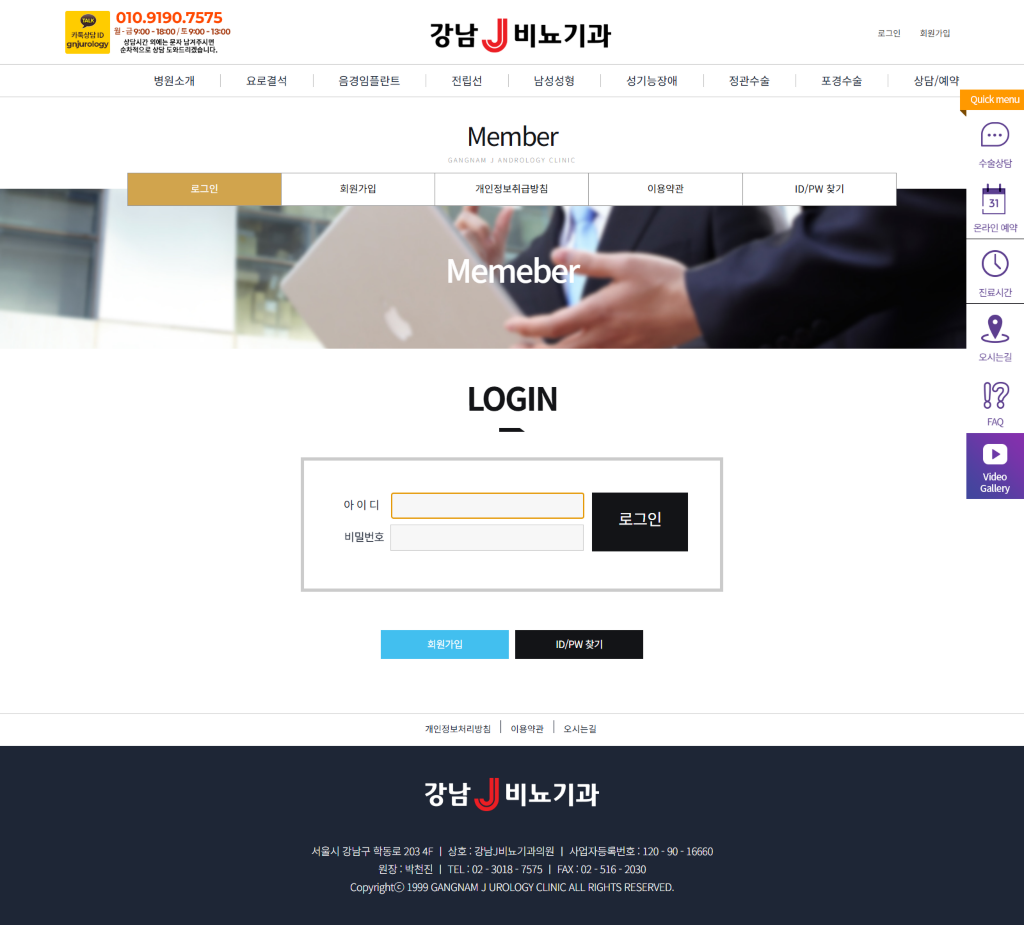 TALK
카톡상담 ID
gnjurology
010.9190.7575
월 - 금 9:00 - 18:00 / 토 9:00 - 13:00
상담시간 외에는 문자 남겨주시면
순차적으로 상담 도와드리겠습니다.
강남 J 비뇨기과
로그인 회원가입
병원소개 요로결석 음경임플란트 전립선 남성성형 성기능장애 정관수술 포경수술 상담/예약
Quick menu
수술상담
31
온라인 예약
진료시간
오시는길
FAQ
Video
Gallery
Member
GANGNAM J ANDROLOGY CLINIC
로그인 회원가입 개인정보취급방침 이용약관 ID/PW 찾기
Memeber
LOGIN
아 이 디
비밀번호
로그인
회원가입 ID/PW 찾기
개인정보처리방침 이용약관 오시는길
강남 J 비뇨기과
서울시 강남구 학동로 203 4F ㅣ 상호 : 강남J비뇨기과의원 ㅣ 사업자등록번호 : 120 - 90 - 16660
원장 : 박천진 ㅣ TEL : 02 - 3018 - 7575 ㅣ FAX : 02 - 516 - 2030
Copyrightⓒ 1999 GANGNAM J UROLOGY CLINIC ALL RIGHTS RESERVED.